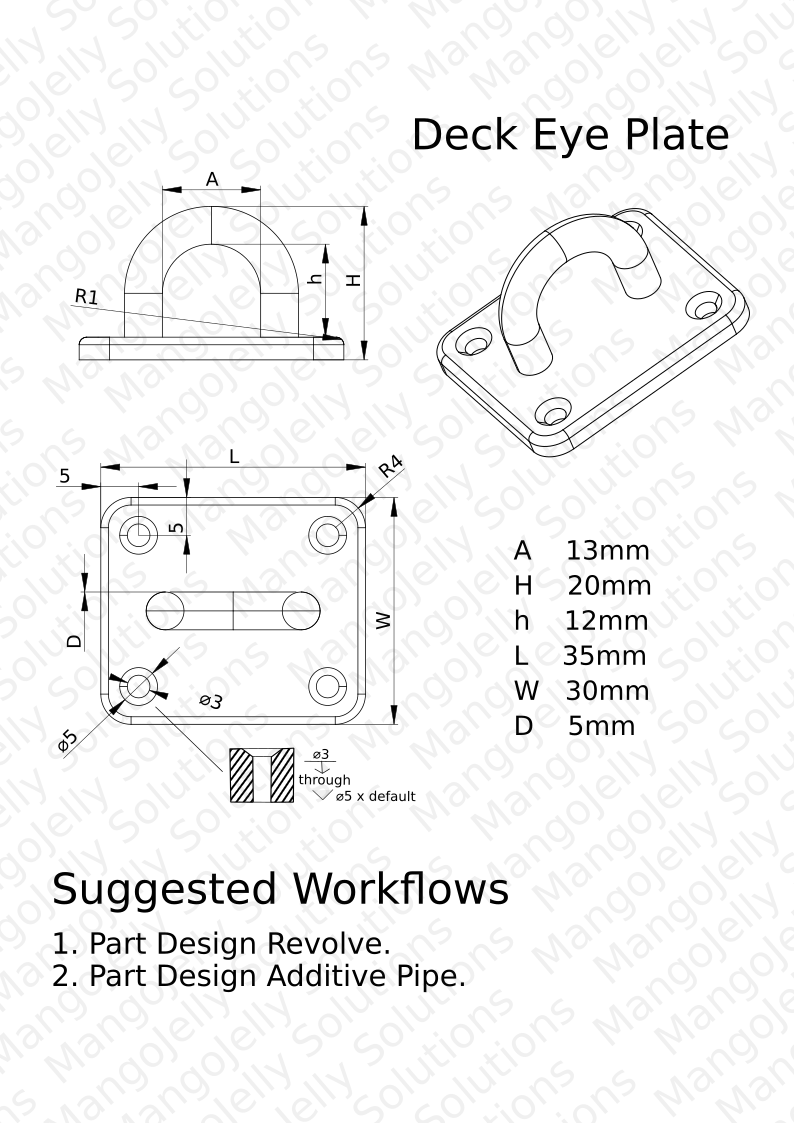 Deck Eye Plate
A
R1
h
H
L
5
R4
5
W
D
⌀3
⌀5
⌀3
through
⌀5 x default
A 13mm
H 20mm
h 12mm
L 35mm
W 30mm
D 5mm
Suggested Workflows
1. Part Design Revolve.
2. Part Design Additive Pipe.
MangoJelly Solutions